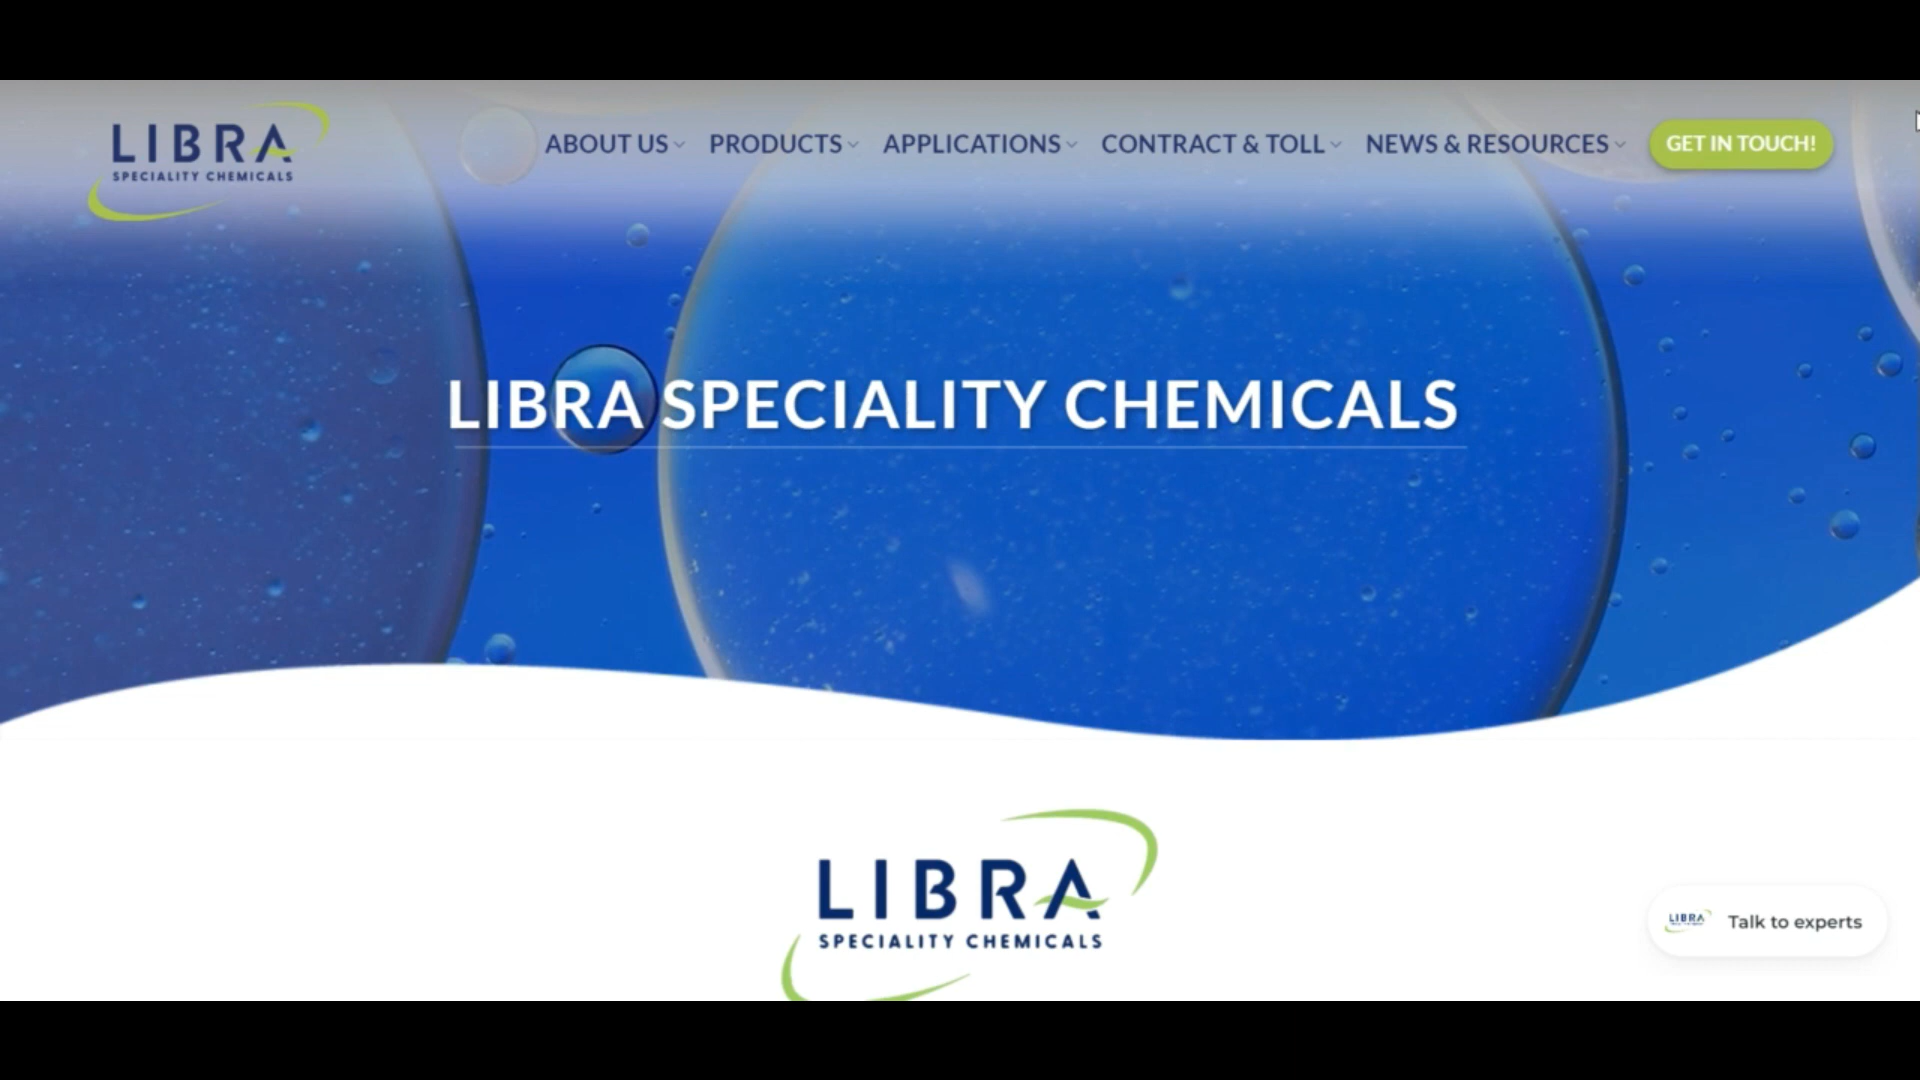 LIBRA
SPECIALITY CHEMICALS
ABOUT US
PRODUCTS
APPLICATIONS
CONTRACT & TOLL
NEWS & RESOURCES
GET IN TOUCH!
LIBRA SPECIALITY CHEMICALS
LIBRA
SPECIALITY CHEMICALS
LIBRA
Talk to experts